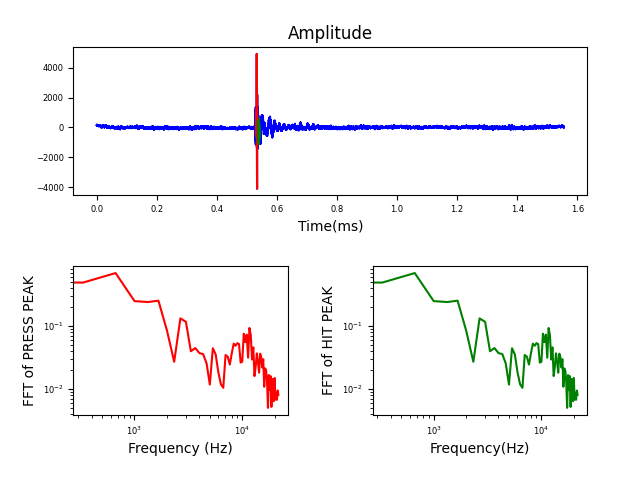 Amplitude
4000
2000
0
−2000
−4000
0.0 0.2 0.4 0.6 0.8 1.0 1.2 1.4 1.6
Time(ms)
FFT of PRESS PEAK
10⁻¹
10⁻²
10³ 10⁴
Frequency (Hz)
FFT of HIT PEAK
10⁻¹
10⁻²
10³ 10⁴
Frequency(Hz)